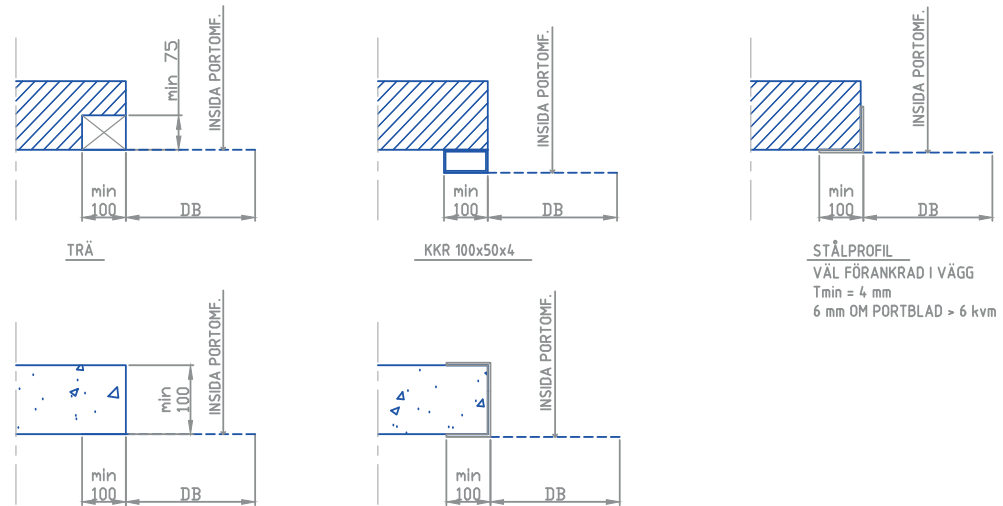 min 75
INSIDA PORTOMF.
min
100
DB
TRÄ
INSIDA PORTOMF.
min
100
DB
KKR 100x50x4
INSIDA PORTOMF.
min
100
DB
STÅLPROFIL
VÄL FÖRANKRAD I VÄGG
Tmin = 4 mm
6 mm OM PORTBLAD > 6 kvm
min
100
INSIDA PORTOMF.
min
100
DB
INSIDA PORTOMF.
min
100
DB